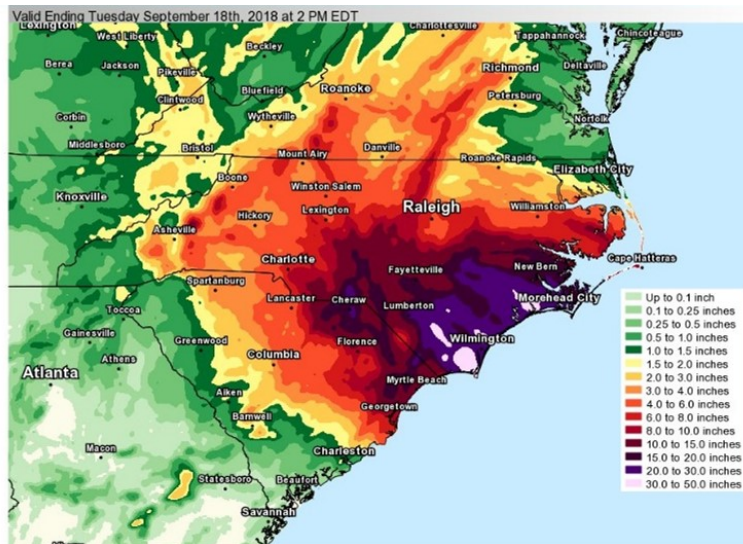 Valid Ending Tuesday September 18th, 2018 at 2 PM EDT
Lexington
West Liberty
Charlottesville
Tappahannock
Chincoteague
Berea
Jackson
Beckley
Pikeville
Richmond
Deltaville
Clintwood
Bluefield
Roanoke
Petersburg
Corbin
Wytheville
Norfolk
Middlesboro
Bristol
Mount Airy
Danville
Roanoke Rapids
Elizabeth City
Boone
Knoxville
Winston Salem
Hickory
Lexington
Raleigh
Williamston
Asheville
Charlotte
Fayetteville
New Bern
Cape Hatteras
Spartanburg
Lancaster
Cheraw
Lumberton
Morehead City
Toccoa
Gainesville
Greenwood
Florence
Wilmington
Athens
Columbia
Atlanta
Myrtle Beach
Aiken
Georgetown
Barnwell
Macon
Charleston
Statesboro
Beaufort
Savannah
Up to 0.1 inch
0.1 to 0.25 inches
0.25 to 0.5 inches
0.5 to 1.0 inches
1.0 to 1.5 inches
1.5 to 2.0 inches
2.0 to 3.0 inches
3.0 to 4.0 inches
4.0 to 6.0 inches
6.0 to 8.0 inches
8.0 to 10.0 inches
10.0 to 15.0 inches
15.0 to 20.0 inches
20.0 to 30.0 inches
30.0 to 50.0 inches